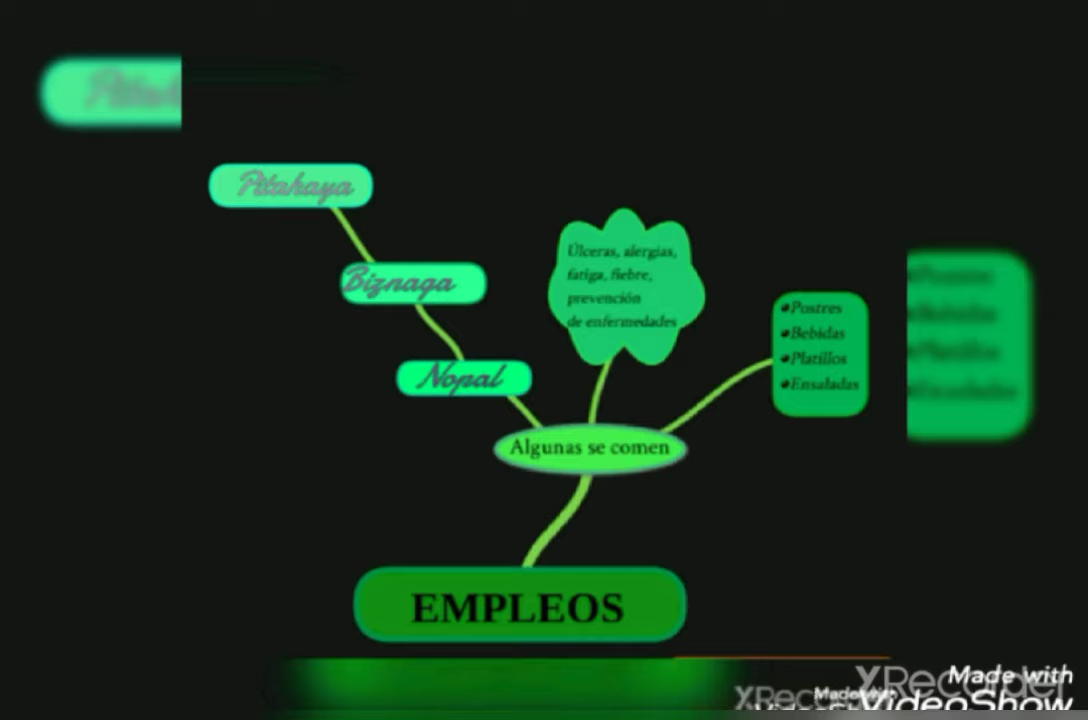 Pitahaya
Biznaga
Nopal
Úlceras, alergias,
fatiga, fiebre,
prevención
de enfermedades
Postres
Bebidas
Platillos
Ensaladas
Algunas se comen
EMPLEOS
Made with
XRecorder
VideoShow